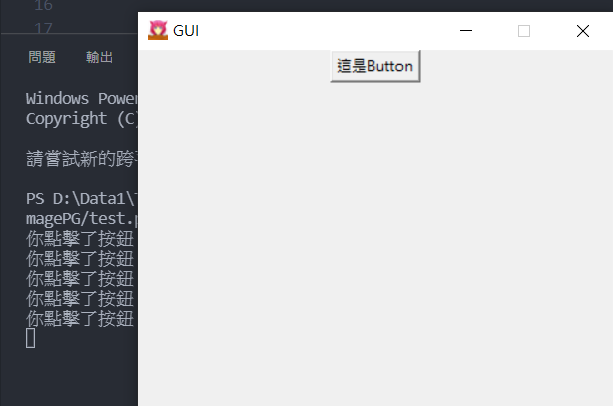 16
17
GUI
問題 輸出
這是Button
Windows Power
Copyright (C)
請嘗試新的跨
PS D:\Data1\
magePG/test.p
你點擊了按鈕
你點擊了按鈕
你點擊了按鈕
你點擊了按鈕
你點擊了按鈕